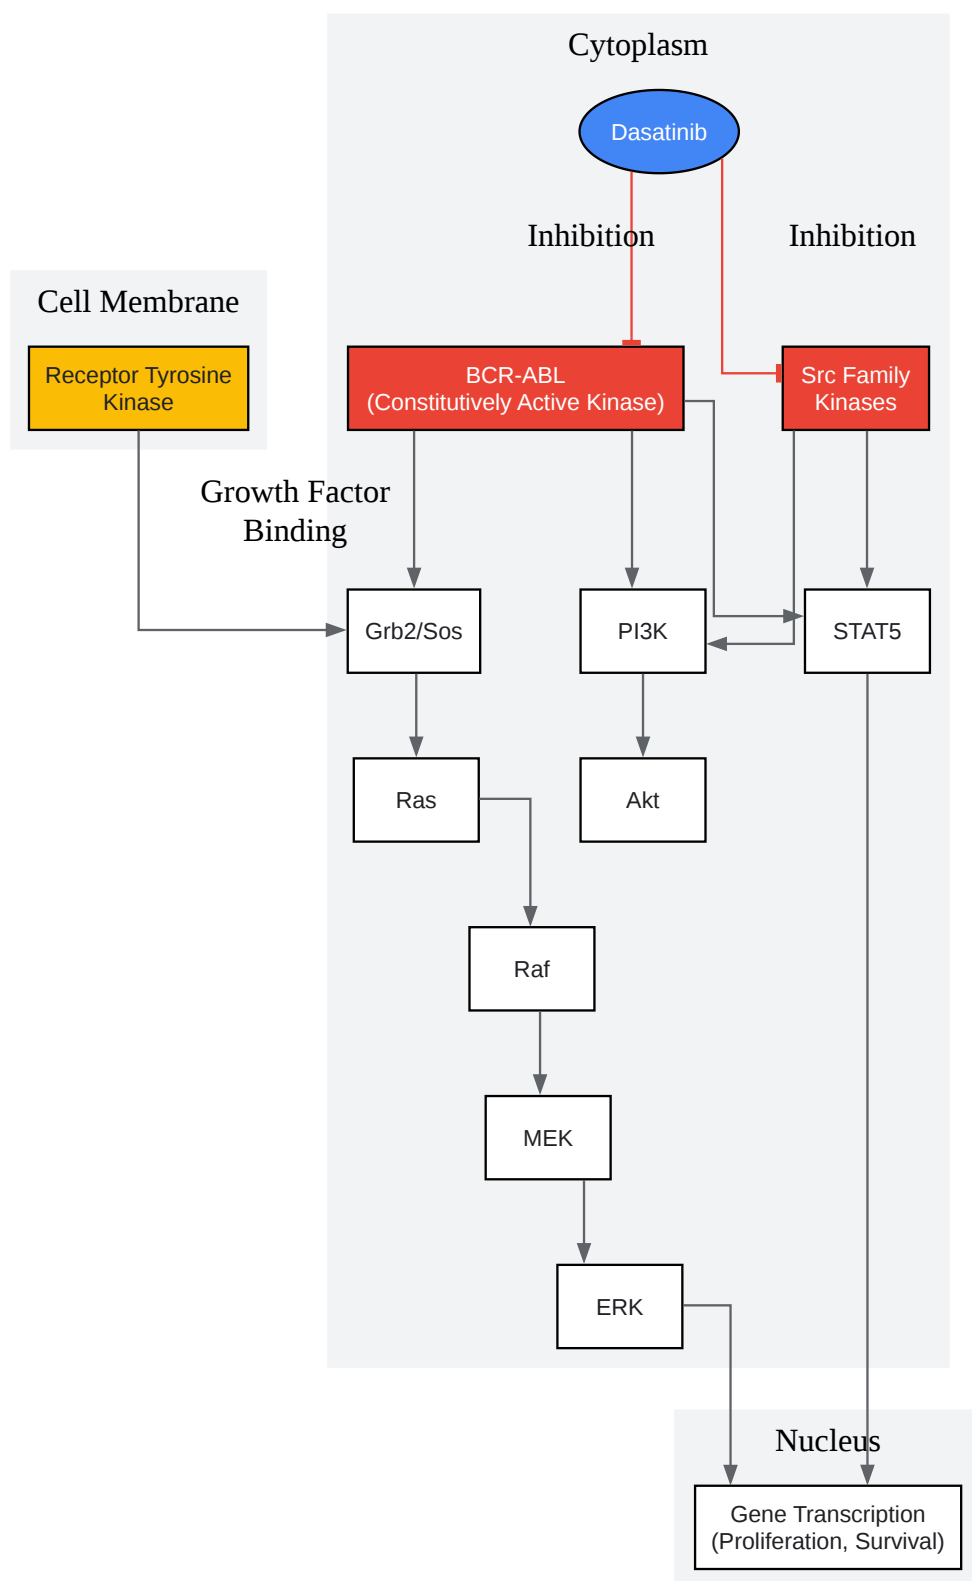 Cytoplasm
Dasatinib
Inhibition
Inhibition
Cell Membrane
Receptor Tyrosine
Kinase
BCR-ABL
(Constitutively Active Kinase)
Src Family
Kinases
Growth Factor
Binding
Grb2/Sos
PI3K
STAT5
Ras
Akt
Raf
MEK
ERK
Nucleus
Gene Transcription
(Proliferation, Survival)